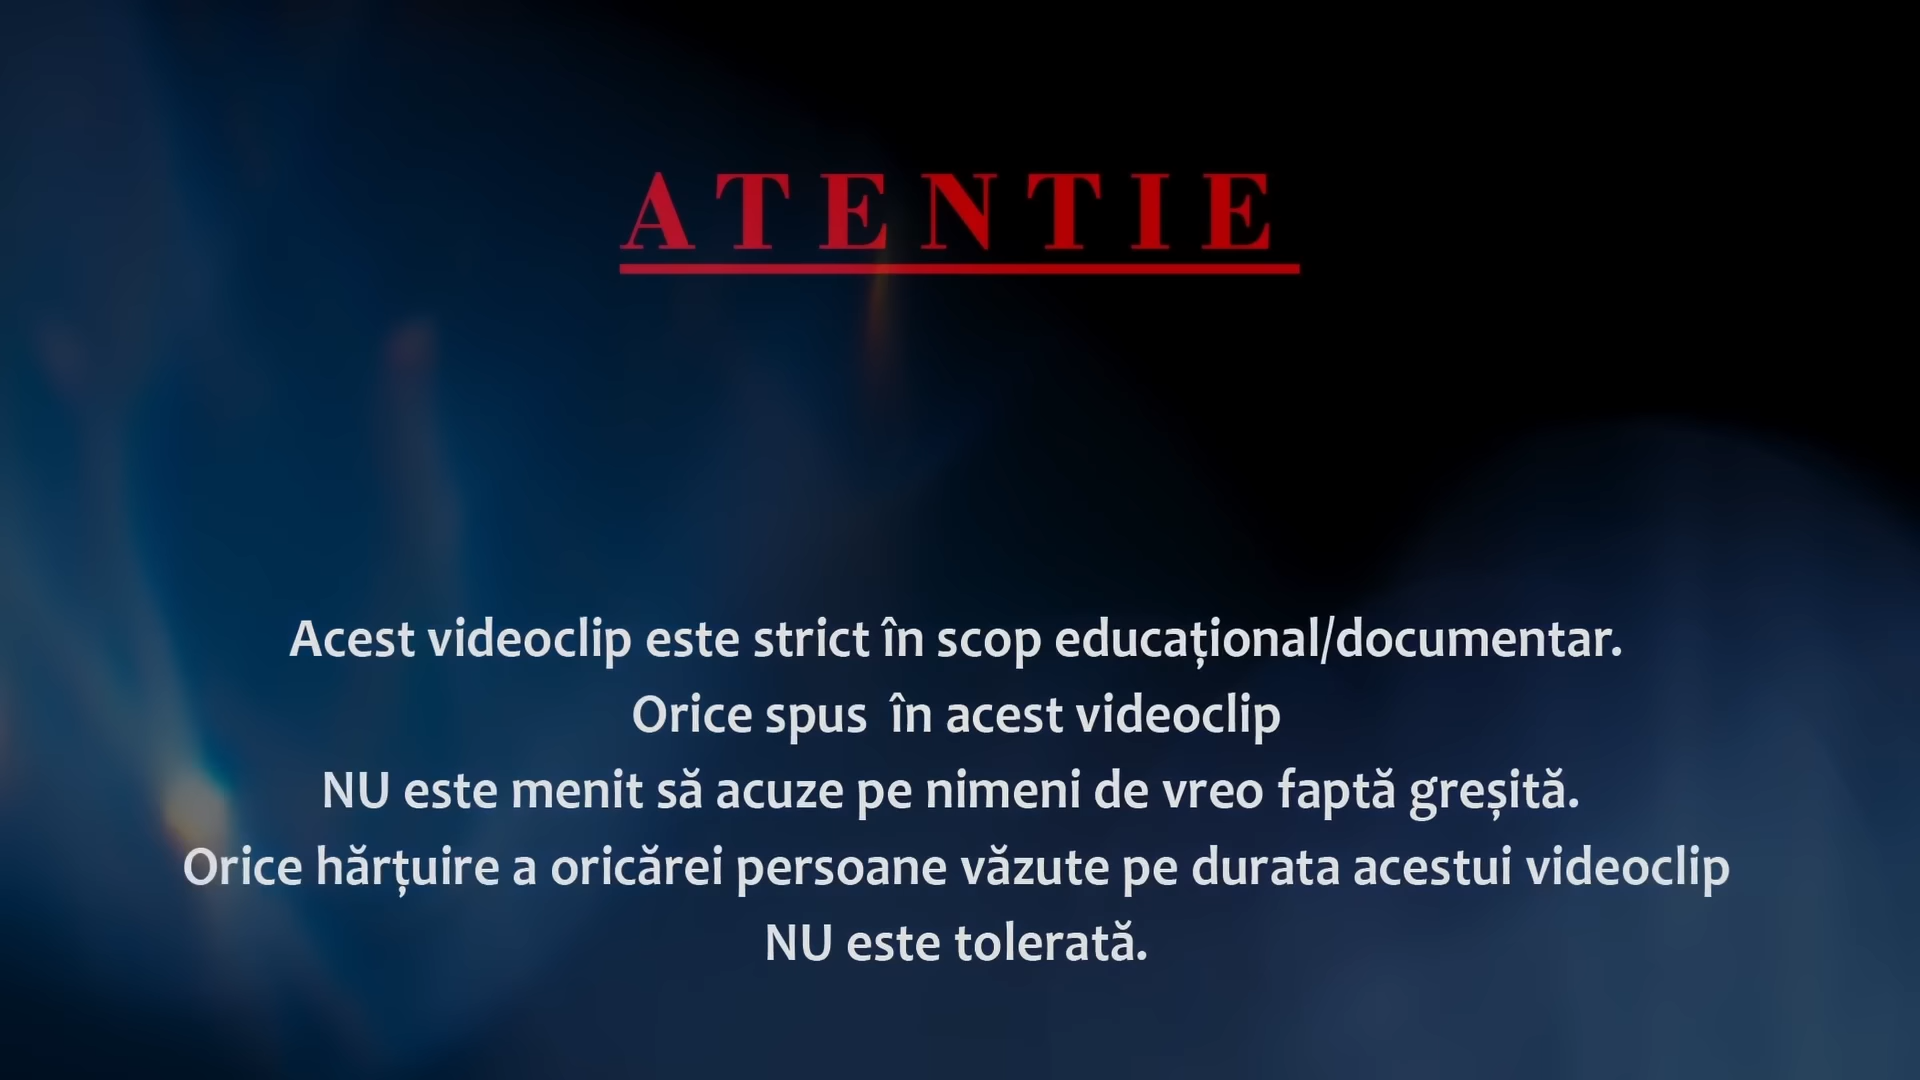 ATENTIE
Acest videoclip este strict în scop educațional/documentar.
Orice spus în acest videoclip
NU este menit să acuze pe nimeni de vreo faptă greșită.
Orice hărțuire a oricărei persoane văzute pe durata acestui videoclip
NU este tolerată.